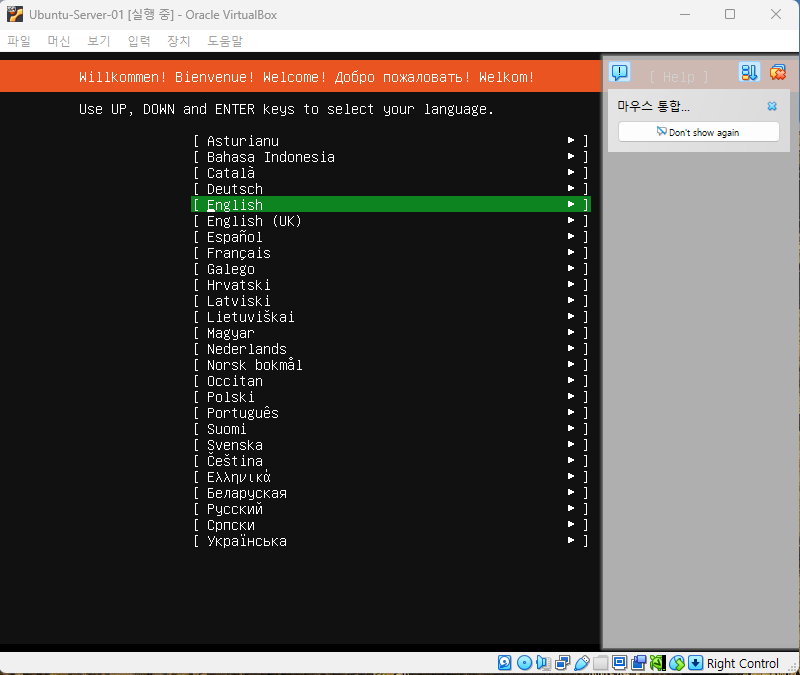 Ubuntu-Server-01 [실행 중] - Oracle VirtualBox
파일 머신 보기 입력 장치 도움말
Willkommen! Bienvenue! Welcome! Добро пожаловать! Welkom!
[ Help ]
Use UP, DOWN and ENTER keys to select your language.
마우스 통합...
Don't show again
[ Asturianu ▸ ]
[ Bahasa Indonesia ▸ ]
[ Català ▸ ]
[ Deutsch ▸ ]
[ English ▸ ]
[ English (UK) ▸ ]
[ Español ▸ ]
[ Français ▸ ]
[ Galego ▸ ]
[ Hrvatski ▸ ]
[ Latviski ▸ ]
[ Lietuviškai ▸ ]
[ Magyar ▸ ]
[ Nederlands ▸ ]
[ Norsk bokmål ▸ ]
[ Occitan ▸ ]
[ Polski ▸ ]
[ Português ▸ ]
[ Suomi ▸ ]
[ Svenska ▸ ]
[ Čeština ▸ ]
[ Ελληνικά ▸ ]
[ Беларуская ▸ ]
[ Русский ▸ ]
[ Српски ▸ ]
[ Українська ▸ ]
Right Control